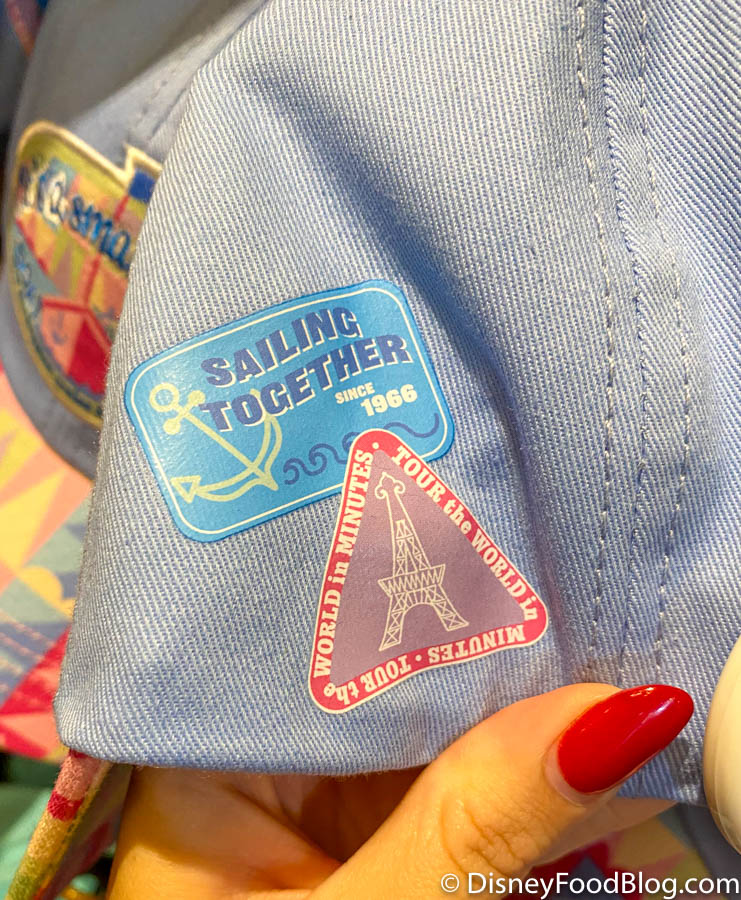 SAILING
TOGETHER
SINCE
1966
TOUR the WORLD in
MINUTES • TOUR the
WORLD in MINUTES •
© DisneyFoodBlog.com